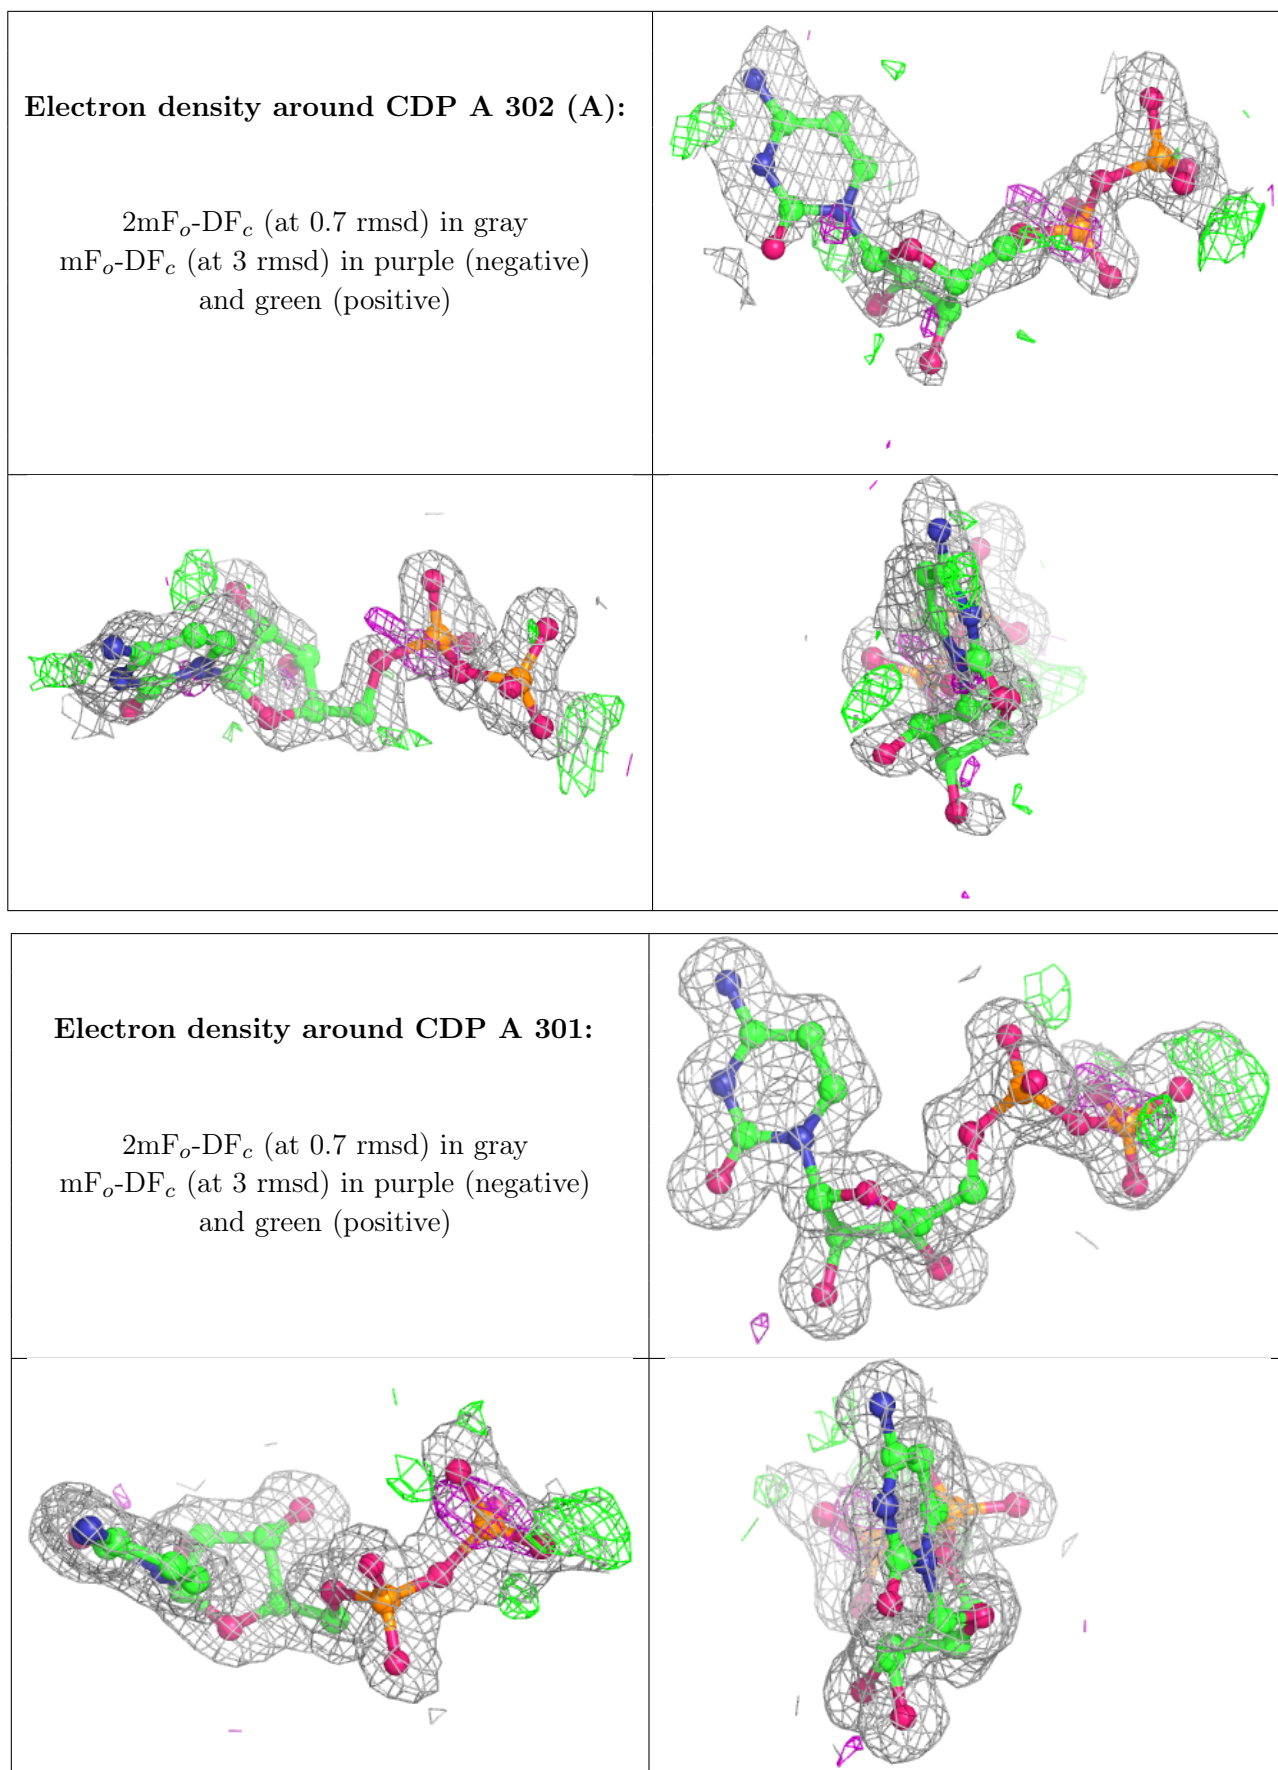 Electron density around CDP A 302 (A):
2mFo-DFc (at 0.7 rmsd) in gray
mFo-DFc (at 3 rmsd) in purple (negative)
and green (positive)
Electron density around CDP A 301:
2mFo-DFc (at 0.7 rmsd) in gray
mFo-DFc (at 3 rmsd) in purple (negative)
and green (positive)